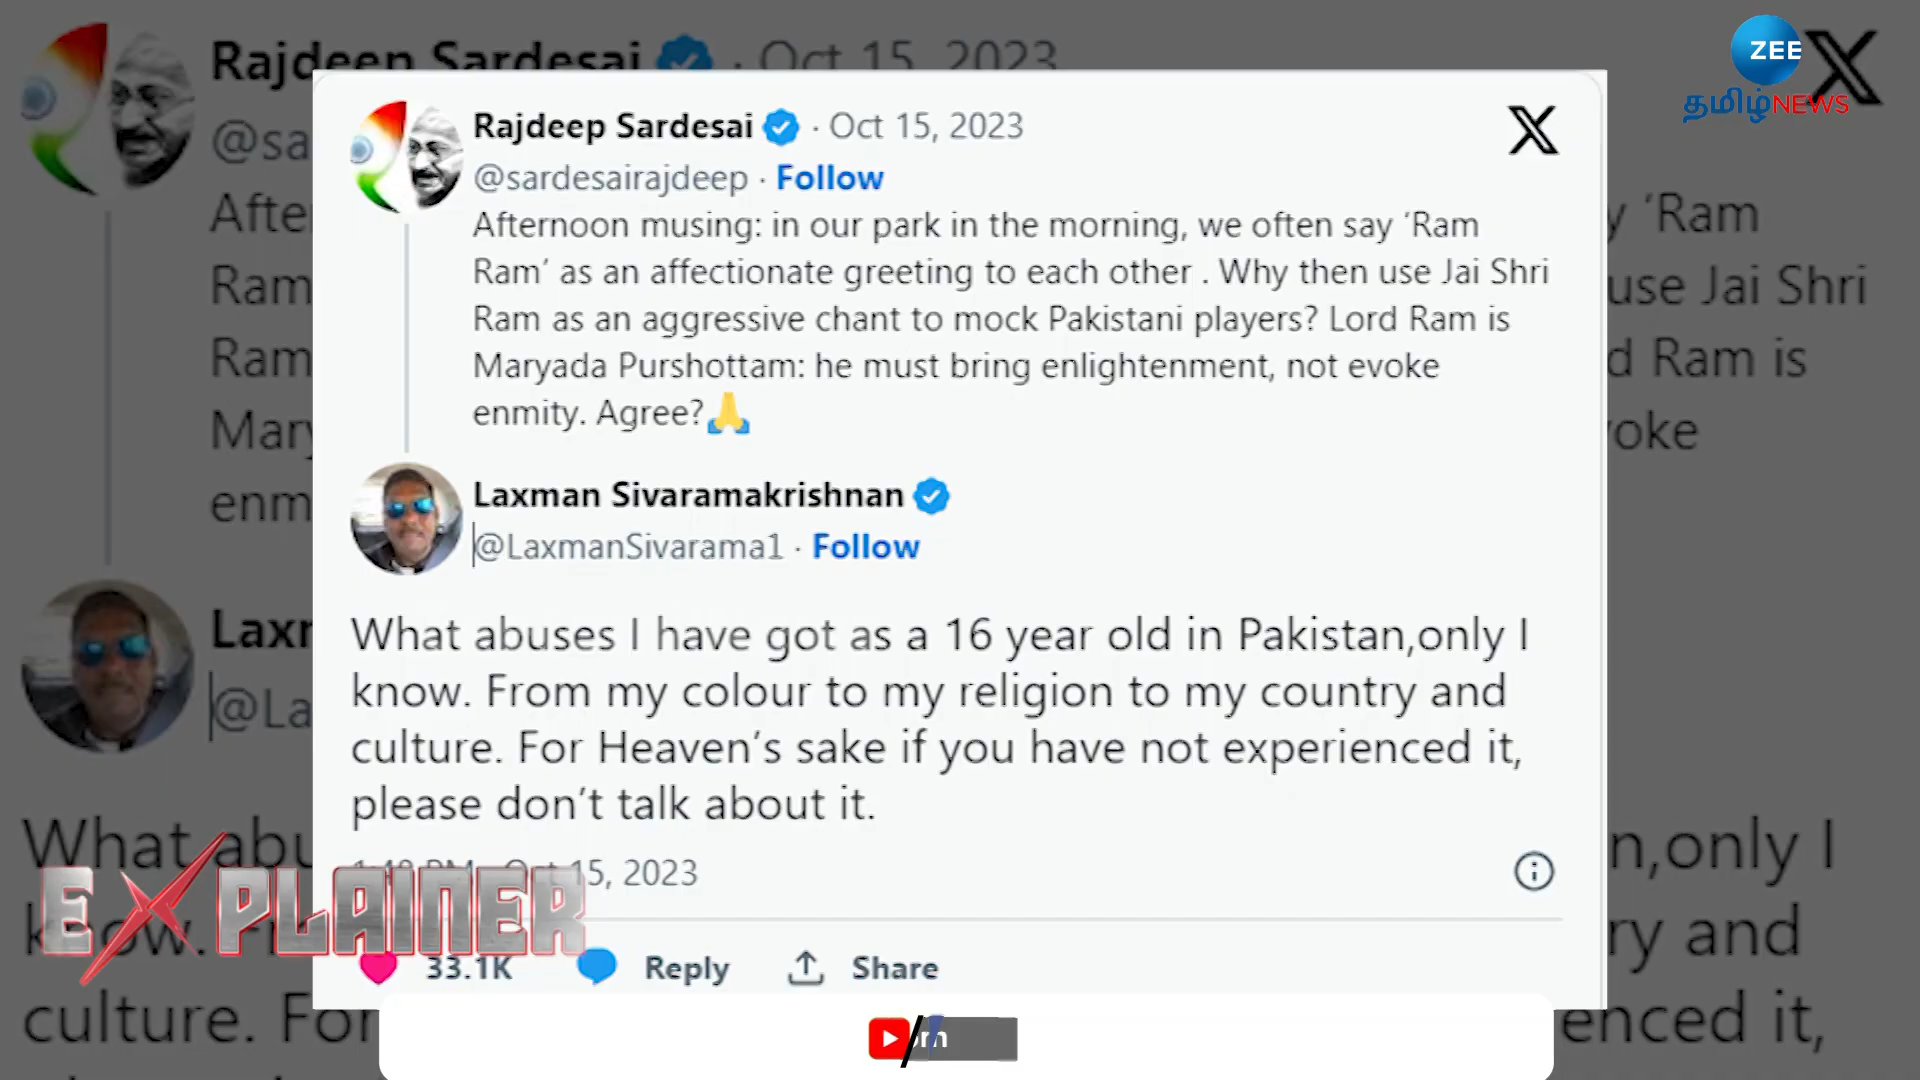 Rajdeep Sardesai · Oct 15, 2023
@sardesairajdeep · Follow
Afternoon musing: in our park in the morning, we often say ‘Ram
Ram’ as an affectionate greeting to each other . Why then use Jai Shri
Ram as an aggressive chant to mock Pakistani players? Lord Ram is
Maryada Purshottam: he must bring enlightenment, not evoke
enmity. Agree?🙏
Laxman Sivaramakrishnan
@LaxmanSivarama1 · Follow
What abuses I have got as a 16 year old in Pakistan,only I
know. From my colour to my religion to my country and
culture. For Heaven’s sake if you have not experienced it,
please don’t talk about it.
15, 2023
33.1K Reply Share
ZEE
தமிழ் NEWS
EXPLAINER